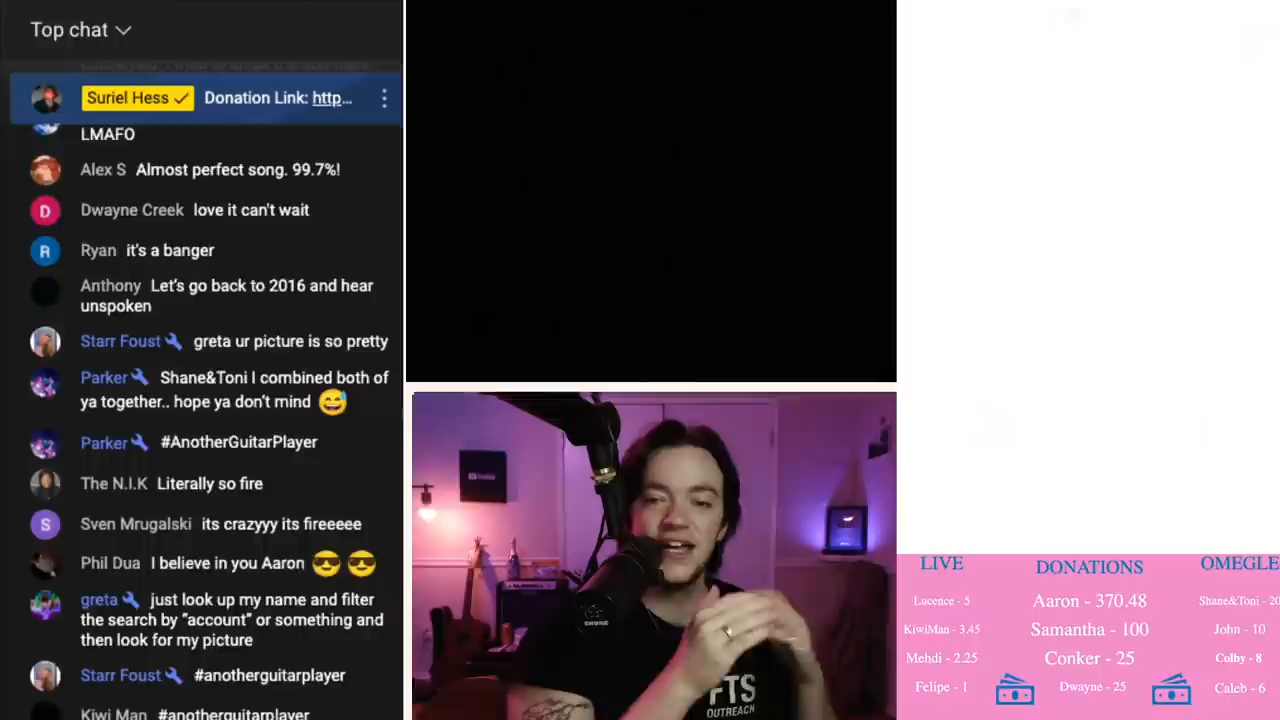 Top chat
Suriel Hess Donation Link: http...
LMAFO
Alex S Almost perfect song. 99.7%!
Dwayne Creek love it can't wait
Ryan it's a banger
Anthony Let's go back to 2016 and hear
unspoken
Starr Foust greta ur picture is so pretty
Parker Shane&Toni I combined both of
ya together.. hope ya don't mind 😅
Parker #AnotherGuitarPlayer
The N.I.K Literally so fire
Sven Mrugalski its crazyyy its fireeeee
Phil Dua I believe in you Aaron 😎 😎
greta just look up my name and filter
the search by "account" or something and
then look for my picture
Starr Foust #anotherguitarplayer
Kiwi Man #anotherguitarplayer
D
R
S
FTS
OUTREACH
LIVE
Lucence - 5
KiwiMan - 3.45
Mehdi - 2.25
Felipe - 1
DONATIONS
Aaron - 370.48
Samantha - 100
Conker - 25
Dwayne - 25
OMEGLE
Shane&Toni - 20
John - 10
Colby - 8
Caleb - 6